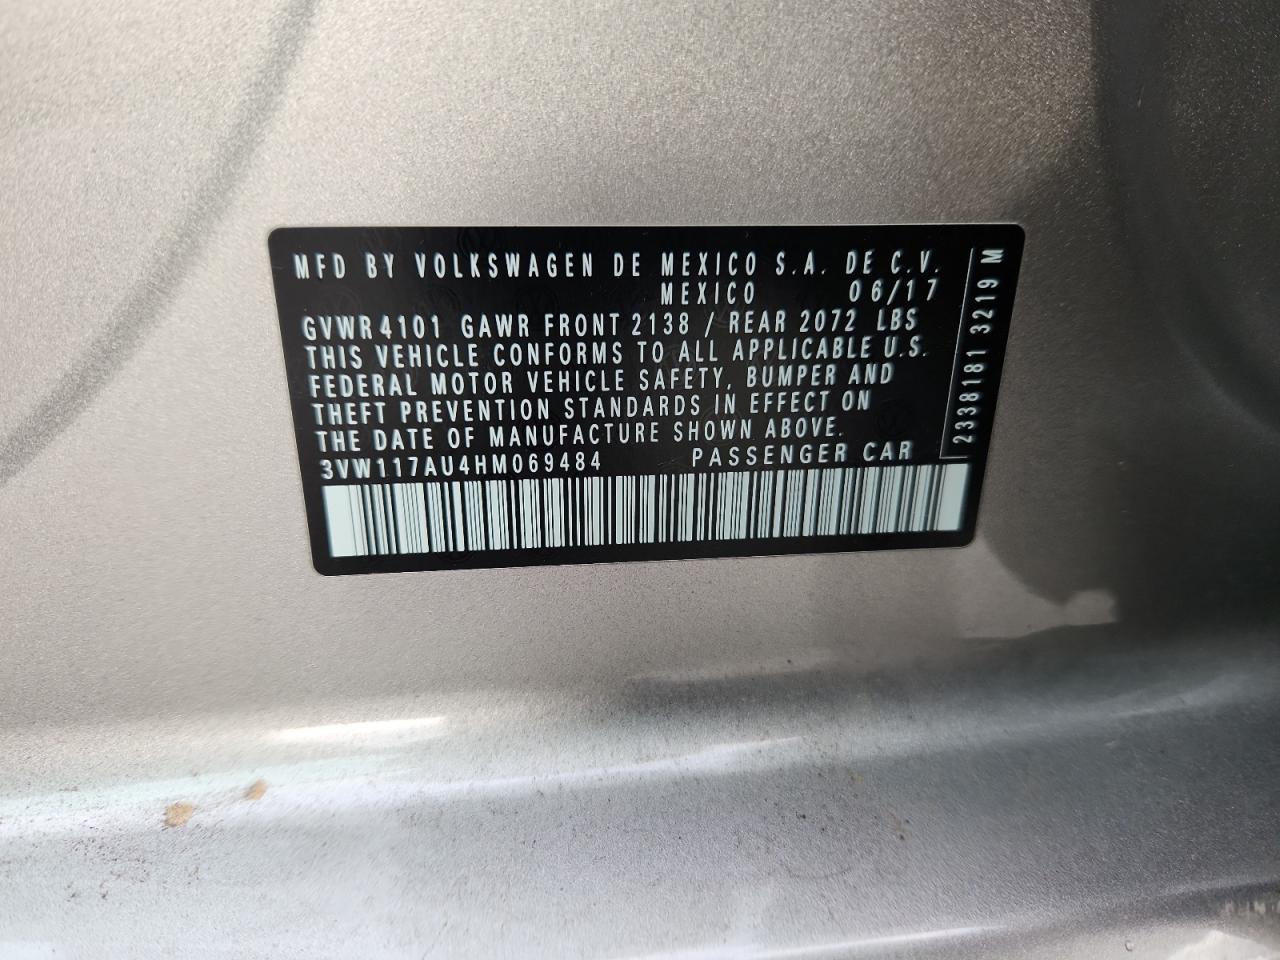 MFD BY VOLKSWAGEN DE MEXICO S.A. DE C.V.
MEXICO 06/17
GVWR 4101 GAWR FRONT 2138 / REAR 2072 LBS
THIS VEHICLE CONFORMS TO ALL APPLICABLE U.S.
FEDERAL MOTOR VEHICLE SAFETY, BUMPER AND
THEFT PREVENTION STANDARDS IN EFFECT ON
THE DATE OF MANUFACTURE SHOWN ABOVE.
3VW117AU4HM069484 PASSENGER CAR
2338181 3219 M